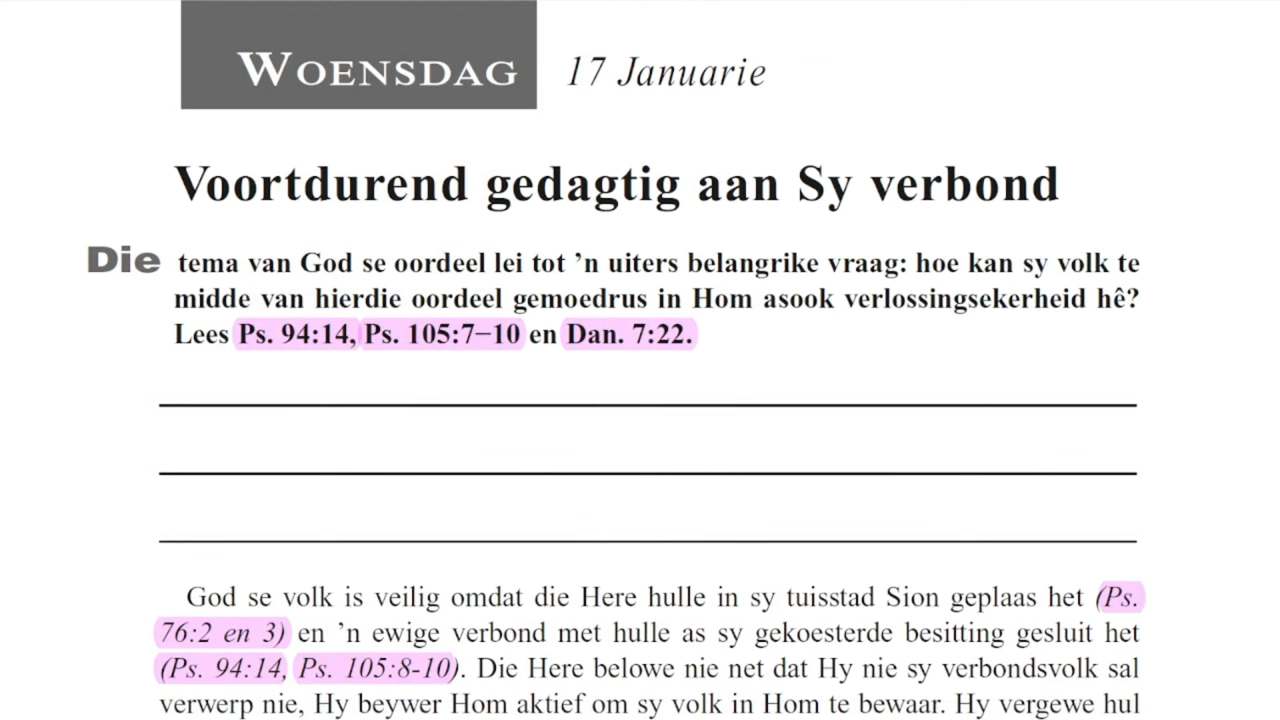 WOENSDAG 17 Januarie
Voortdurend gedagtig aan Sy verbond
Die tema van God se oordeel lei tot ’n uiters belangrike vraag: hoe kan sy volk te
midde van hierdie oordeel gemoedrus in Hom asook verlossingsekerheid hê?
Lees Ps. 94:14, Ps. 105:7–10 en Dan. 7:22.
God se volk is veilig omdat die Here hulle in sy tuisstad Sion geplaas het (Ps.
76:2 en 3) en ’n ewige verbond met hulle as sy gekoesterde besitting gesluit het
(Ps. 94:14, Ps. 105:8-10). Die Here belowe nie net dat Hy nie sy verbondsvolk sal
verwerp nie, Hy beywer Hom aktief om sy volk in Hom te bewaar. Hy vergewe hul